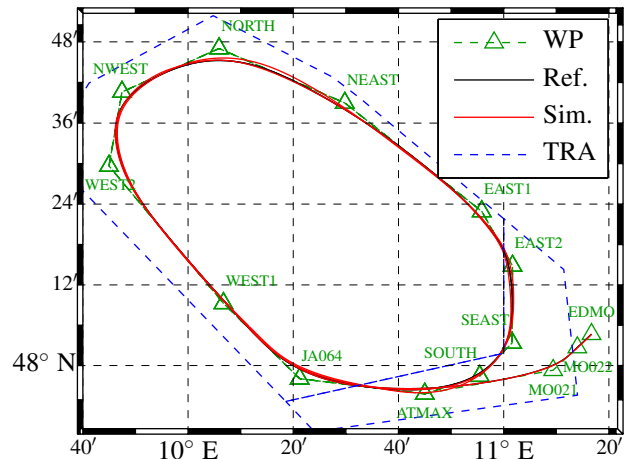 48′
36′
24′
12′
48° N
40′
10° E
20′
40′
11° E
20′
NORTH
NWEST
NEAST
WEST2
EAST1
EAST2
WEST1
SEAST
EDMO
SOUTH
JA064
MO022
MO021
ATMAX
WP
Ref.
Sim.
TRA